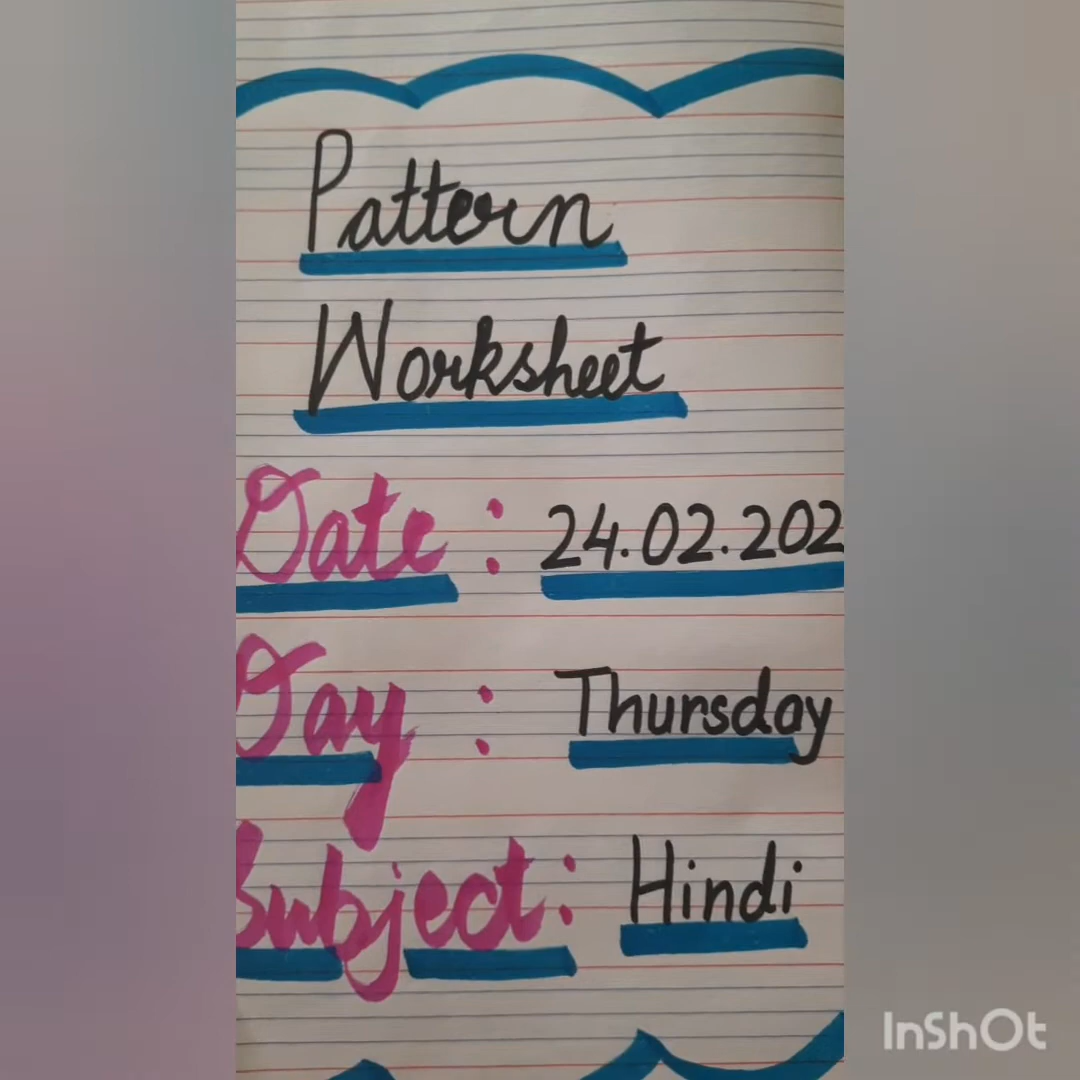 Pattern
Worksheet
Date : 24.02.202
Day : Thursday
Subject : Hindi
InShOt